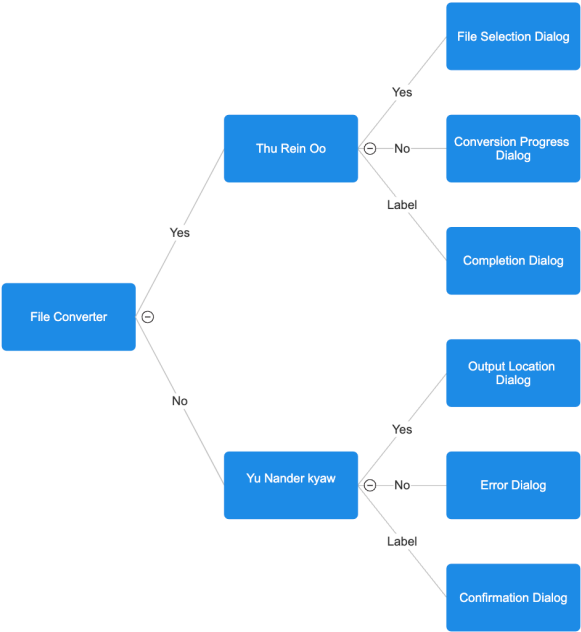 File Selection Dialog
Yes
Thu Rein Oo
No
Conversion Progress
Dialog
Label
Yes
Completion Dialog
File Converter
No
Output Location
Dialog
Yes
Yu Nander kyaw
No
Error Dialog
Label
Confirmation Dialog